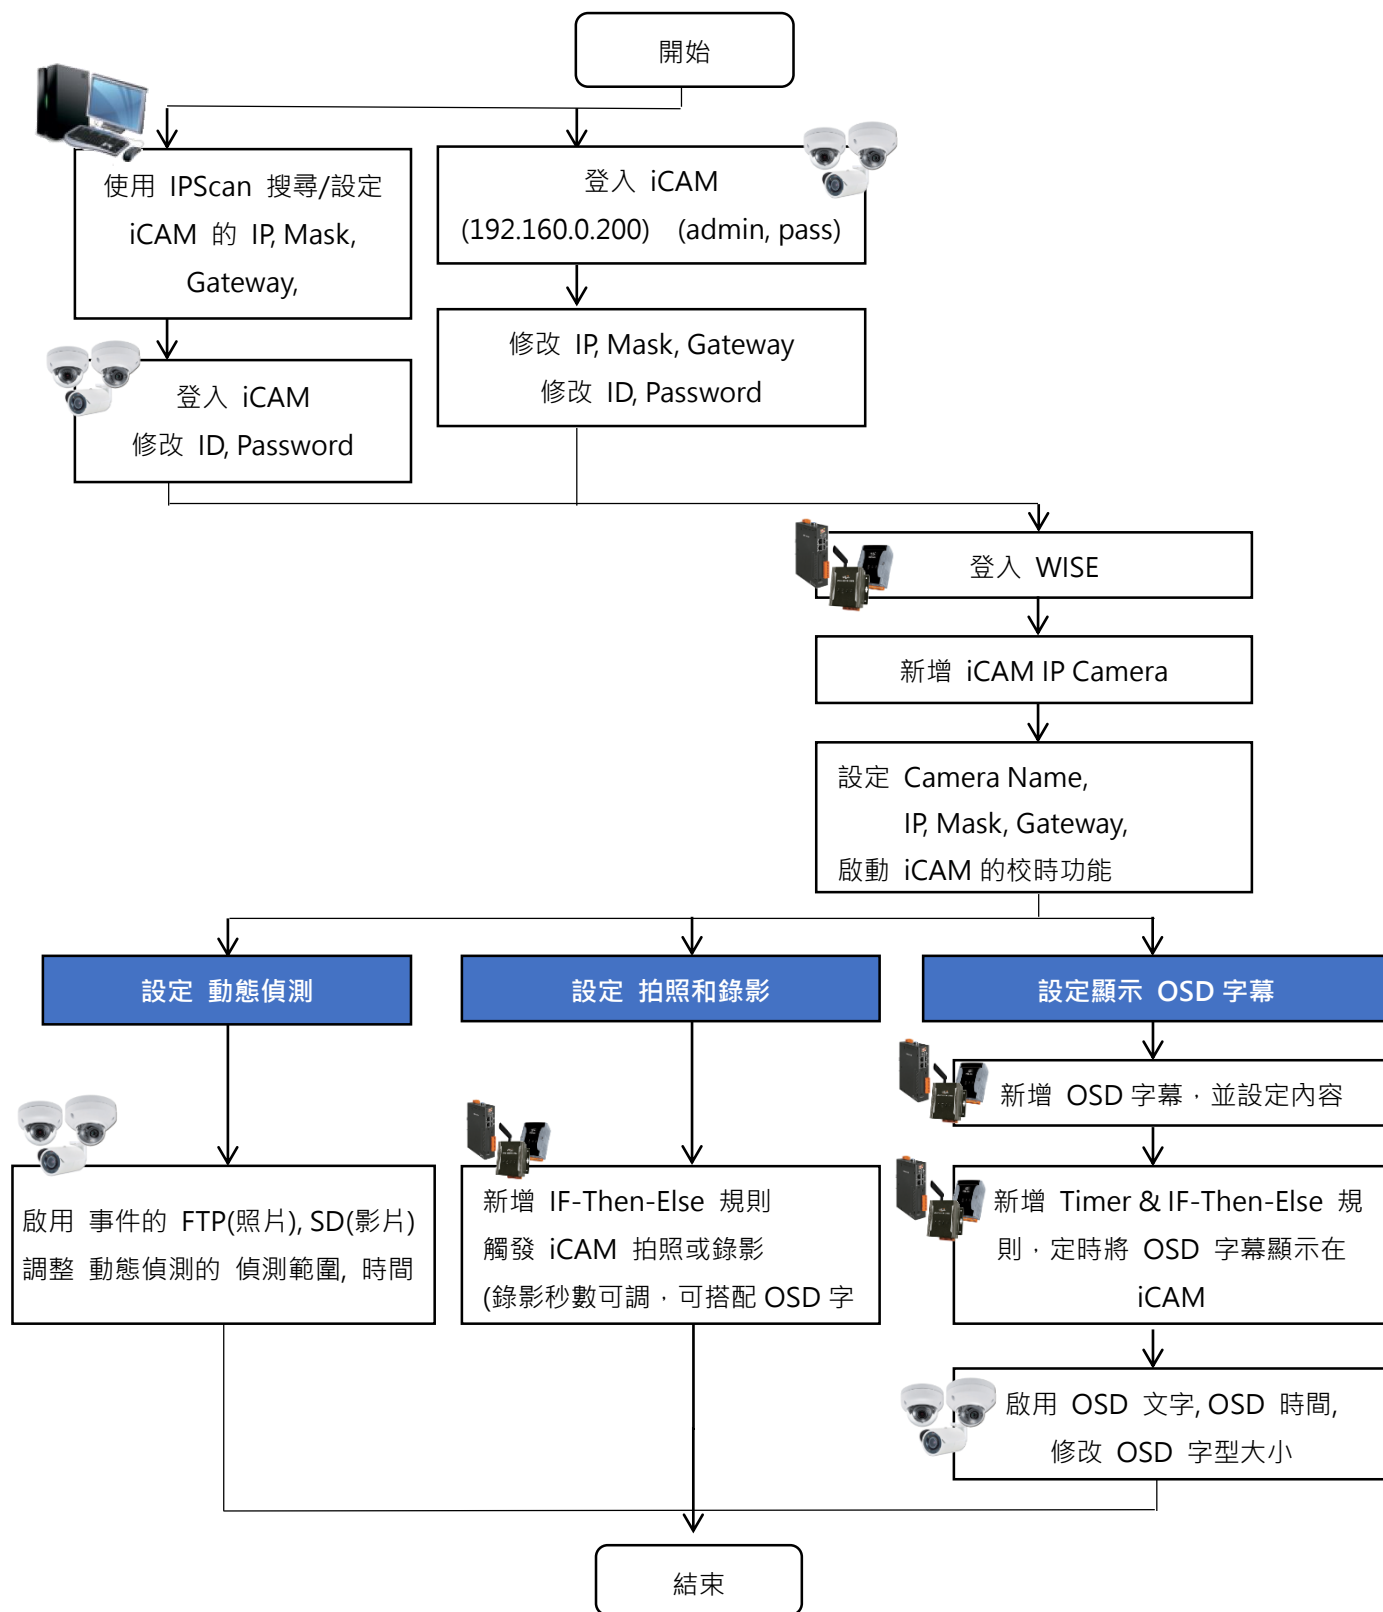 開始
使用 IPScan 搜尋/設定
iCAM 的 IP, Mask,
Gateway,
登入 iCAM
(192.160.0.200) (admin, pass)
修改 IP, Mask, Gateway
修改 ID, Password
登入 iCAM
修改 ID, Password
登入 WISE
新增 iCAM IP Camera
設定 Camera Name,
IP, Mask, Gateway,
啟動 iCAM 的校時功能
設定 動態偵測
設定 拍照和錄影
設定顯示 OSD 字幕
新增 OSD 字幕，並設定內容
啟用 事件的 FTP(照片), SD(影片)
調整 動態偵測的 偵測範圍, 時間
新增 IF-Then-Else 規則
觸發 iCAM 拍照或錄影
(錄影秒數可調，可搭配 OSD 字
新增 Timer & IF-Then-Else 規
則，定時將 OSD 字幕顯示在
iCAM
啟用 OSD 文字, OSD 時間,
修改 OSD 字型大小
結束